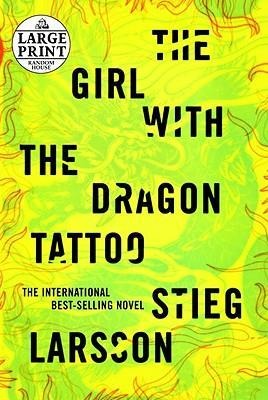 LARGE
PRINT
RANDOM
HOUSE
THE
GIRL
WITH
THE
DRAGON
TATTOO
THE INTERNATIONAL
BEST-SELLING NOVEL
STIEG
LARSSON